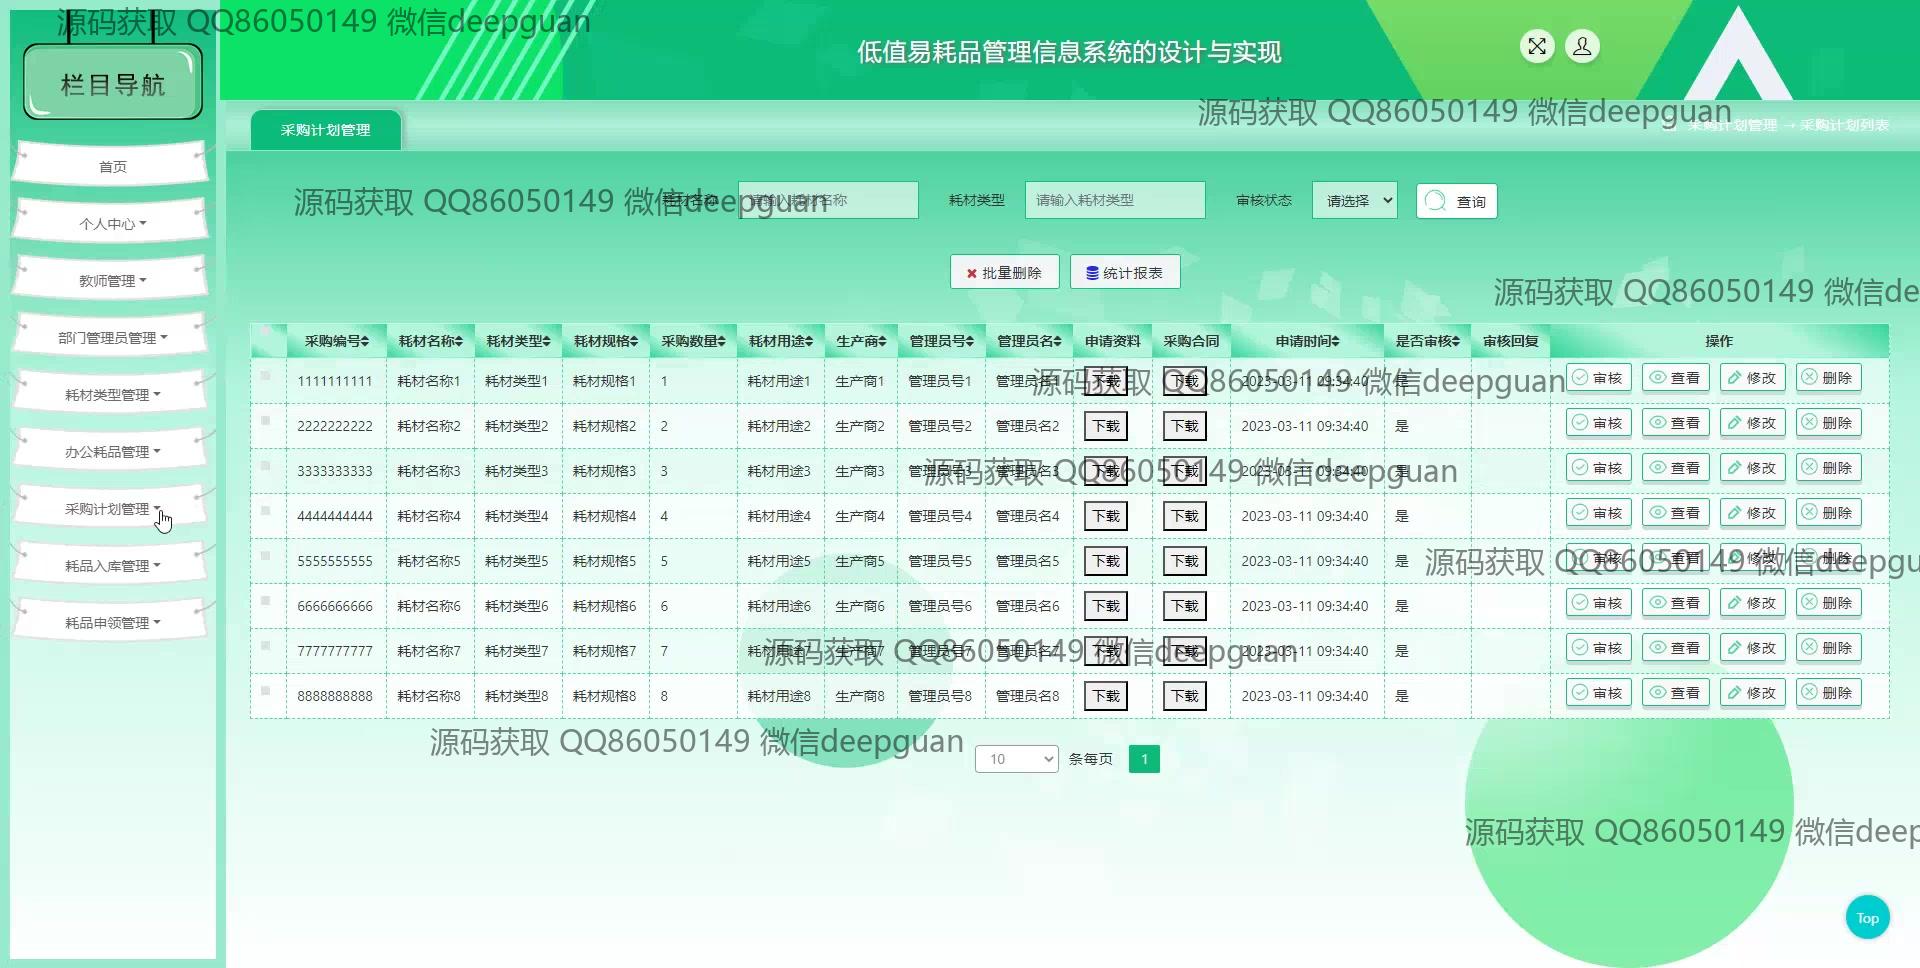 源码获取 QQ86050149 微信deepguan
栏目导航
低值易耗品管理信息系统的设计与实现
源码获取 QQ86050149 微信deepguan
采购计划管理
采购计划管理 → 采购计划列表
首页
个人中心
教师管理
部门管理员管理
耗材类型管理
办公耗品管理
采购计划管理
耗品入库管理
耗品申领管理
源码获取 QQ86050149 微信deepguan
耗材名称 请输入耗材名称 耗材类型 请输入耗材类型 审核状态 请选择 查询
批量删除 统计报表
源码获取 QQ86050149 微信de
采购编号 耗材名称 耗材类型 耗材规格 采购数量 耗材用途 生产商 管理员号 管理员名 申请资料 采购合同 申请时间 是否审核 审核回复 操作
1111111111 耗材名称1 耗材类型1 耗材规格1 1 耗材用途1 生产商1 管理员号1 管理员名1 下载 下载 2023-03-11 09:34:40 是 审核 查看 修改 删除
源码获取 QQ86050149 微信deepguan
2222222222 耗材名称2 耗材类型2 耗材规格2 2 耗材用途2 生产商2 管理员号2 管理员名2 下载 下载 2023-03-11 09:34:40 是 审核 查看 修改 删除
3333333333 耗材名称3 耗材类型3 耗材规格3 3 耗材用途3 生产商3 管理员号3 管理员名3 下载 下载 2023-03-11 09:34:40 是 审核 查看 修改 删除
源码获取 QQ86050149 微信deepguan
4444444444 耗材名称4 耗材类型4 耗材规格4 4 耗材用途4 生产商4 管理员号4 管理员名4 下载 下载 2023-03-11 09:34:40 是 审核 查看 修改 删除
5555555555 耗材名称5 耗材类型5 耗材规格5 5 耗材用途5 生产商5 管理员号5 管理员名5 下载 下载 2023-03-11 09:34:40 是 审核 查看 修改 删除
源码获取 QQ86050149 微信deepgu
6666666666 耗材名称6 耗材类型6 耗材规格6 6 耗材用途6 生产商6 管理员号6 管理员名6 下载 下载 2023-03-11 09:34:40 是 审核 查看 修改 删除
7777777777 耗材名称7 耗材类型7 耗材规格7 7 耗材用途7 生产商7 管理员号7 管理员名7 下载 下载 2023-03-11 09:34:40 是 审核 查看 修改 删除
源码获取 QQ86050149 微信deepguan
8888888888 耗材名称8 耗材类型8 耗材规格8 8 耗材用途8 生产商8 管理员号8 管理员名8 下载 下载 2023-03-11 09:34:40 是 审核 查看 修改 删除
源码获取 QQ86050149 微信deepguan
10 条每页 1
源码获取 QQ86050149 微信deep
Top